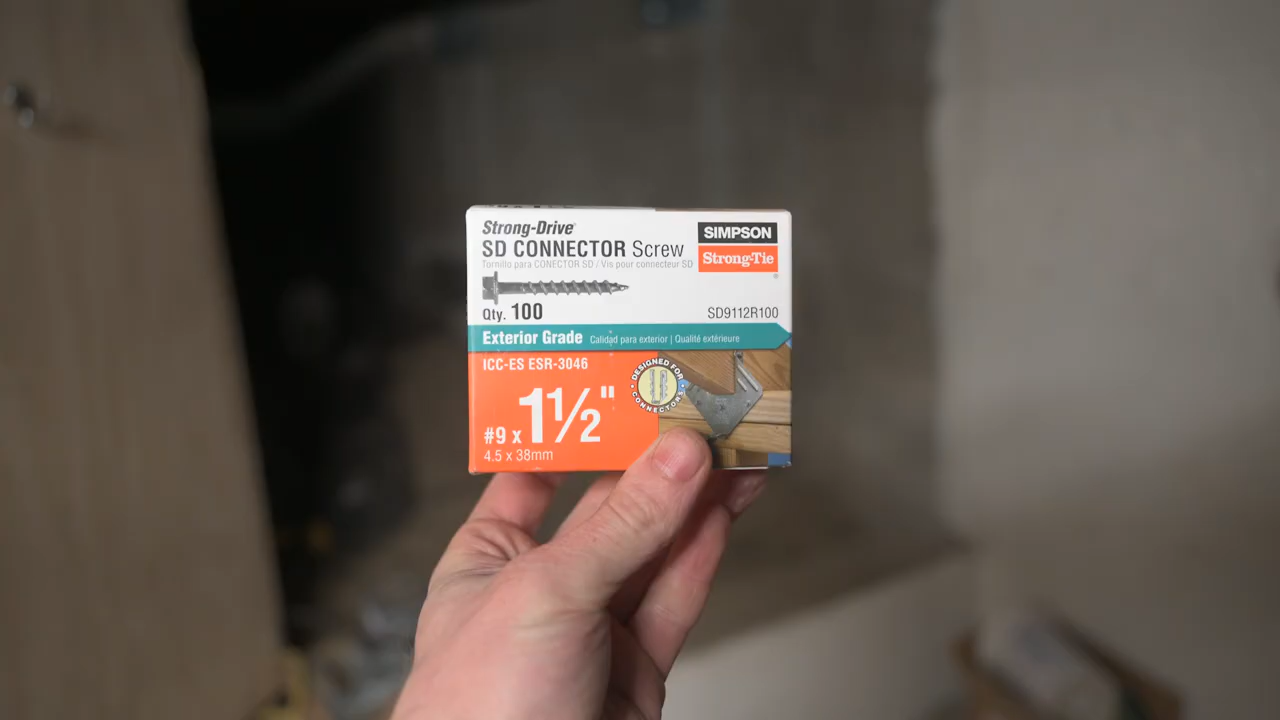 Strong-Drive®
SD CONNECTOR Screw
Tornillo para CONECTOR SD / Vis pour connecteur SD
SIMPSON
Strong-Tie
®
Qty. 100
SD9112R100
Exterior Grade Calidad para exterior | Qualité extérieure
ICC-ES ESR-3046
DESIGNED FOR
CONNECTORS
#9 x 1½"
4.5 x 38mm